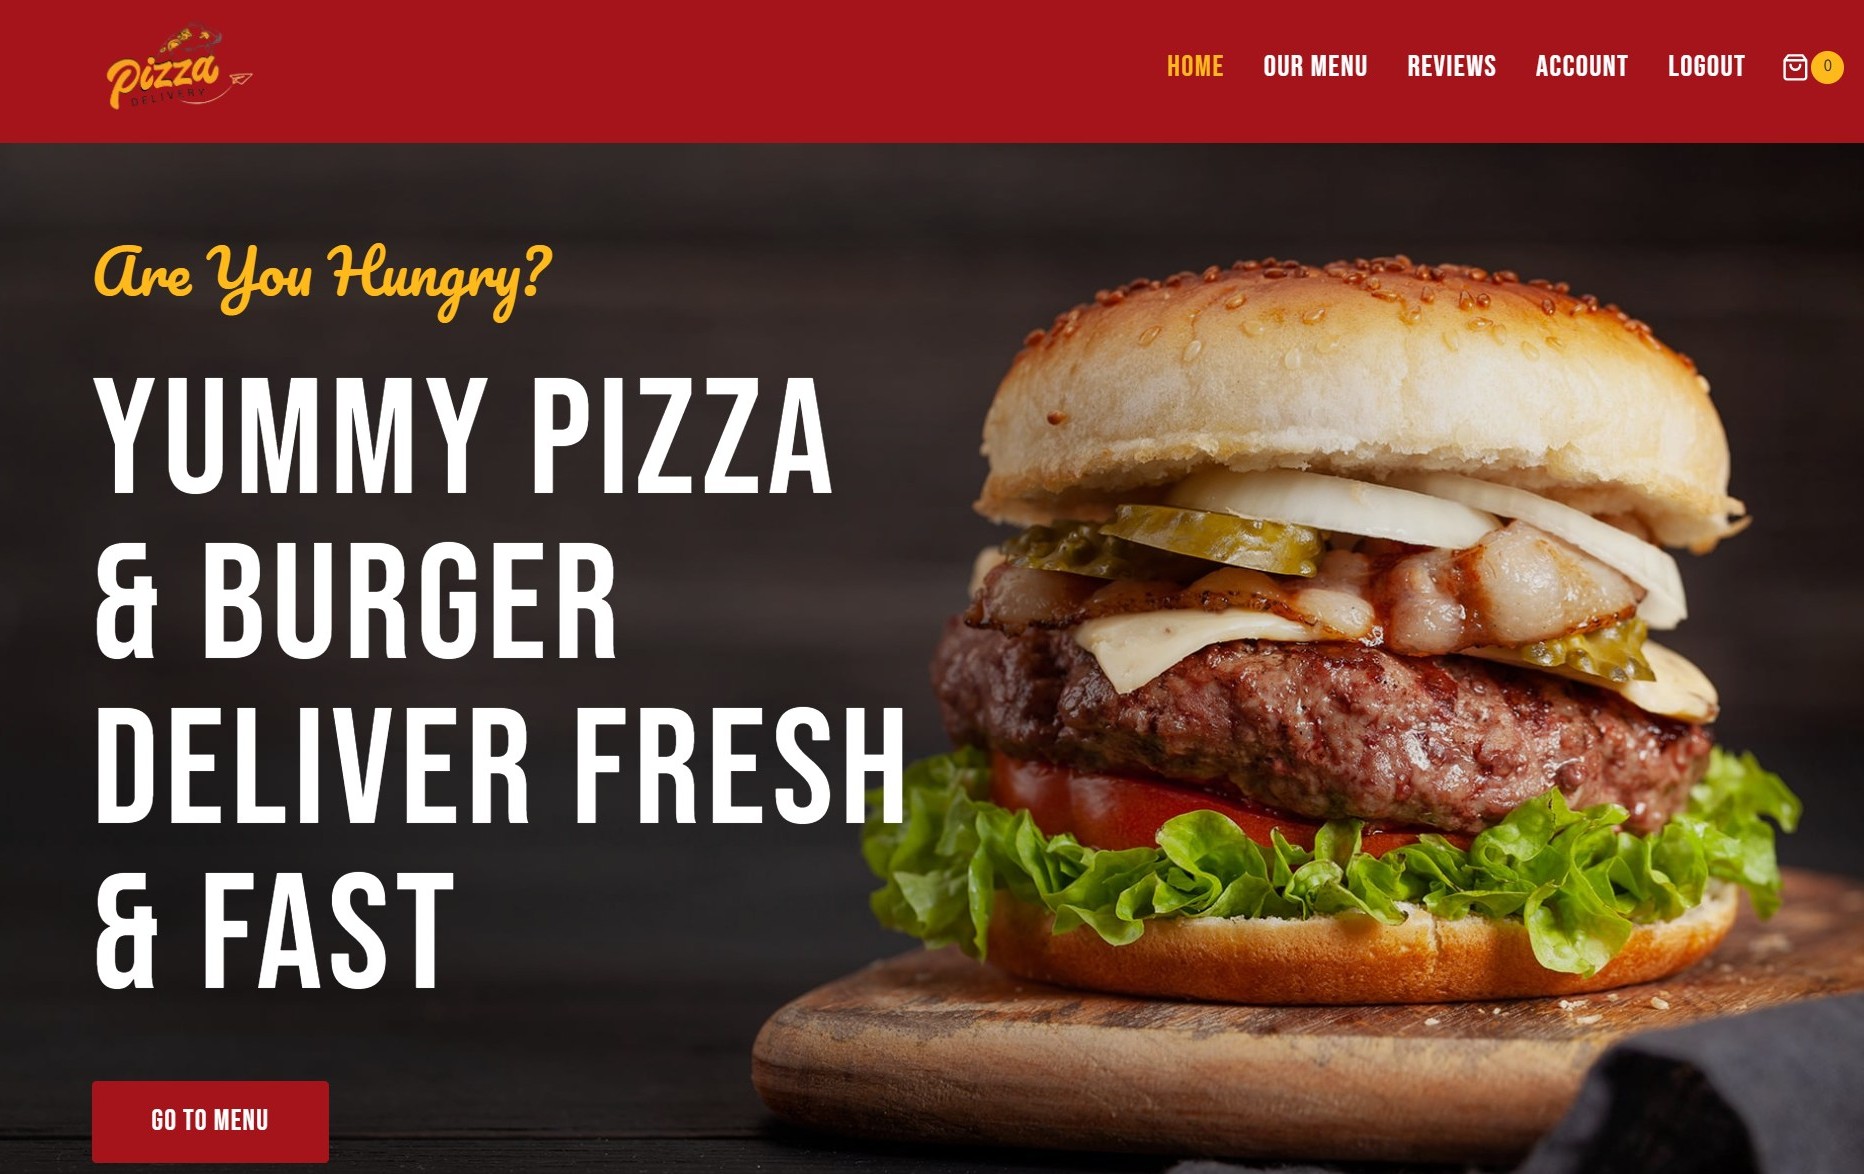 Pizza
DELIVERY
HOME OUR MENU REVIEWS ACCOUNT LOGOUT 0
Are You Hungry?
YUMMY PIZZA
& BURGER
DELIVER FRESH
& FAST
GO TO MENU